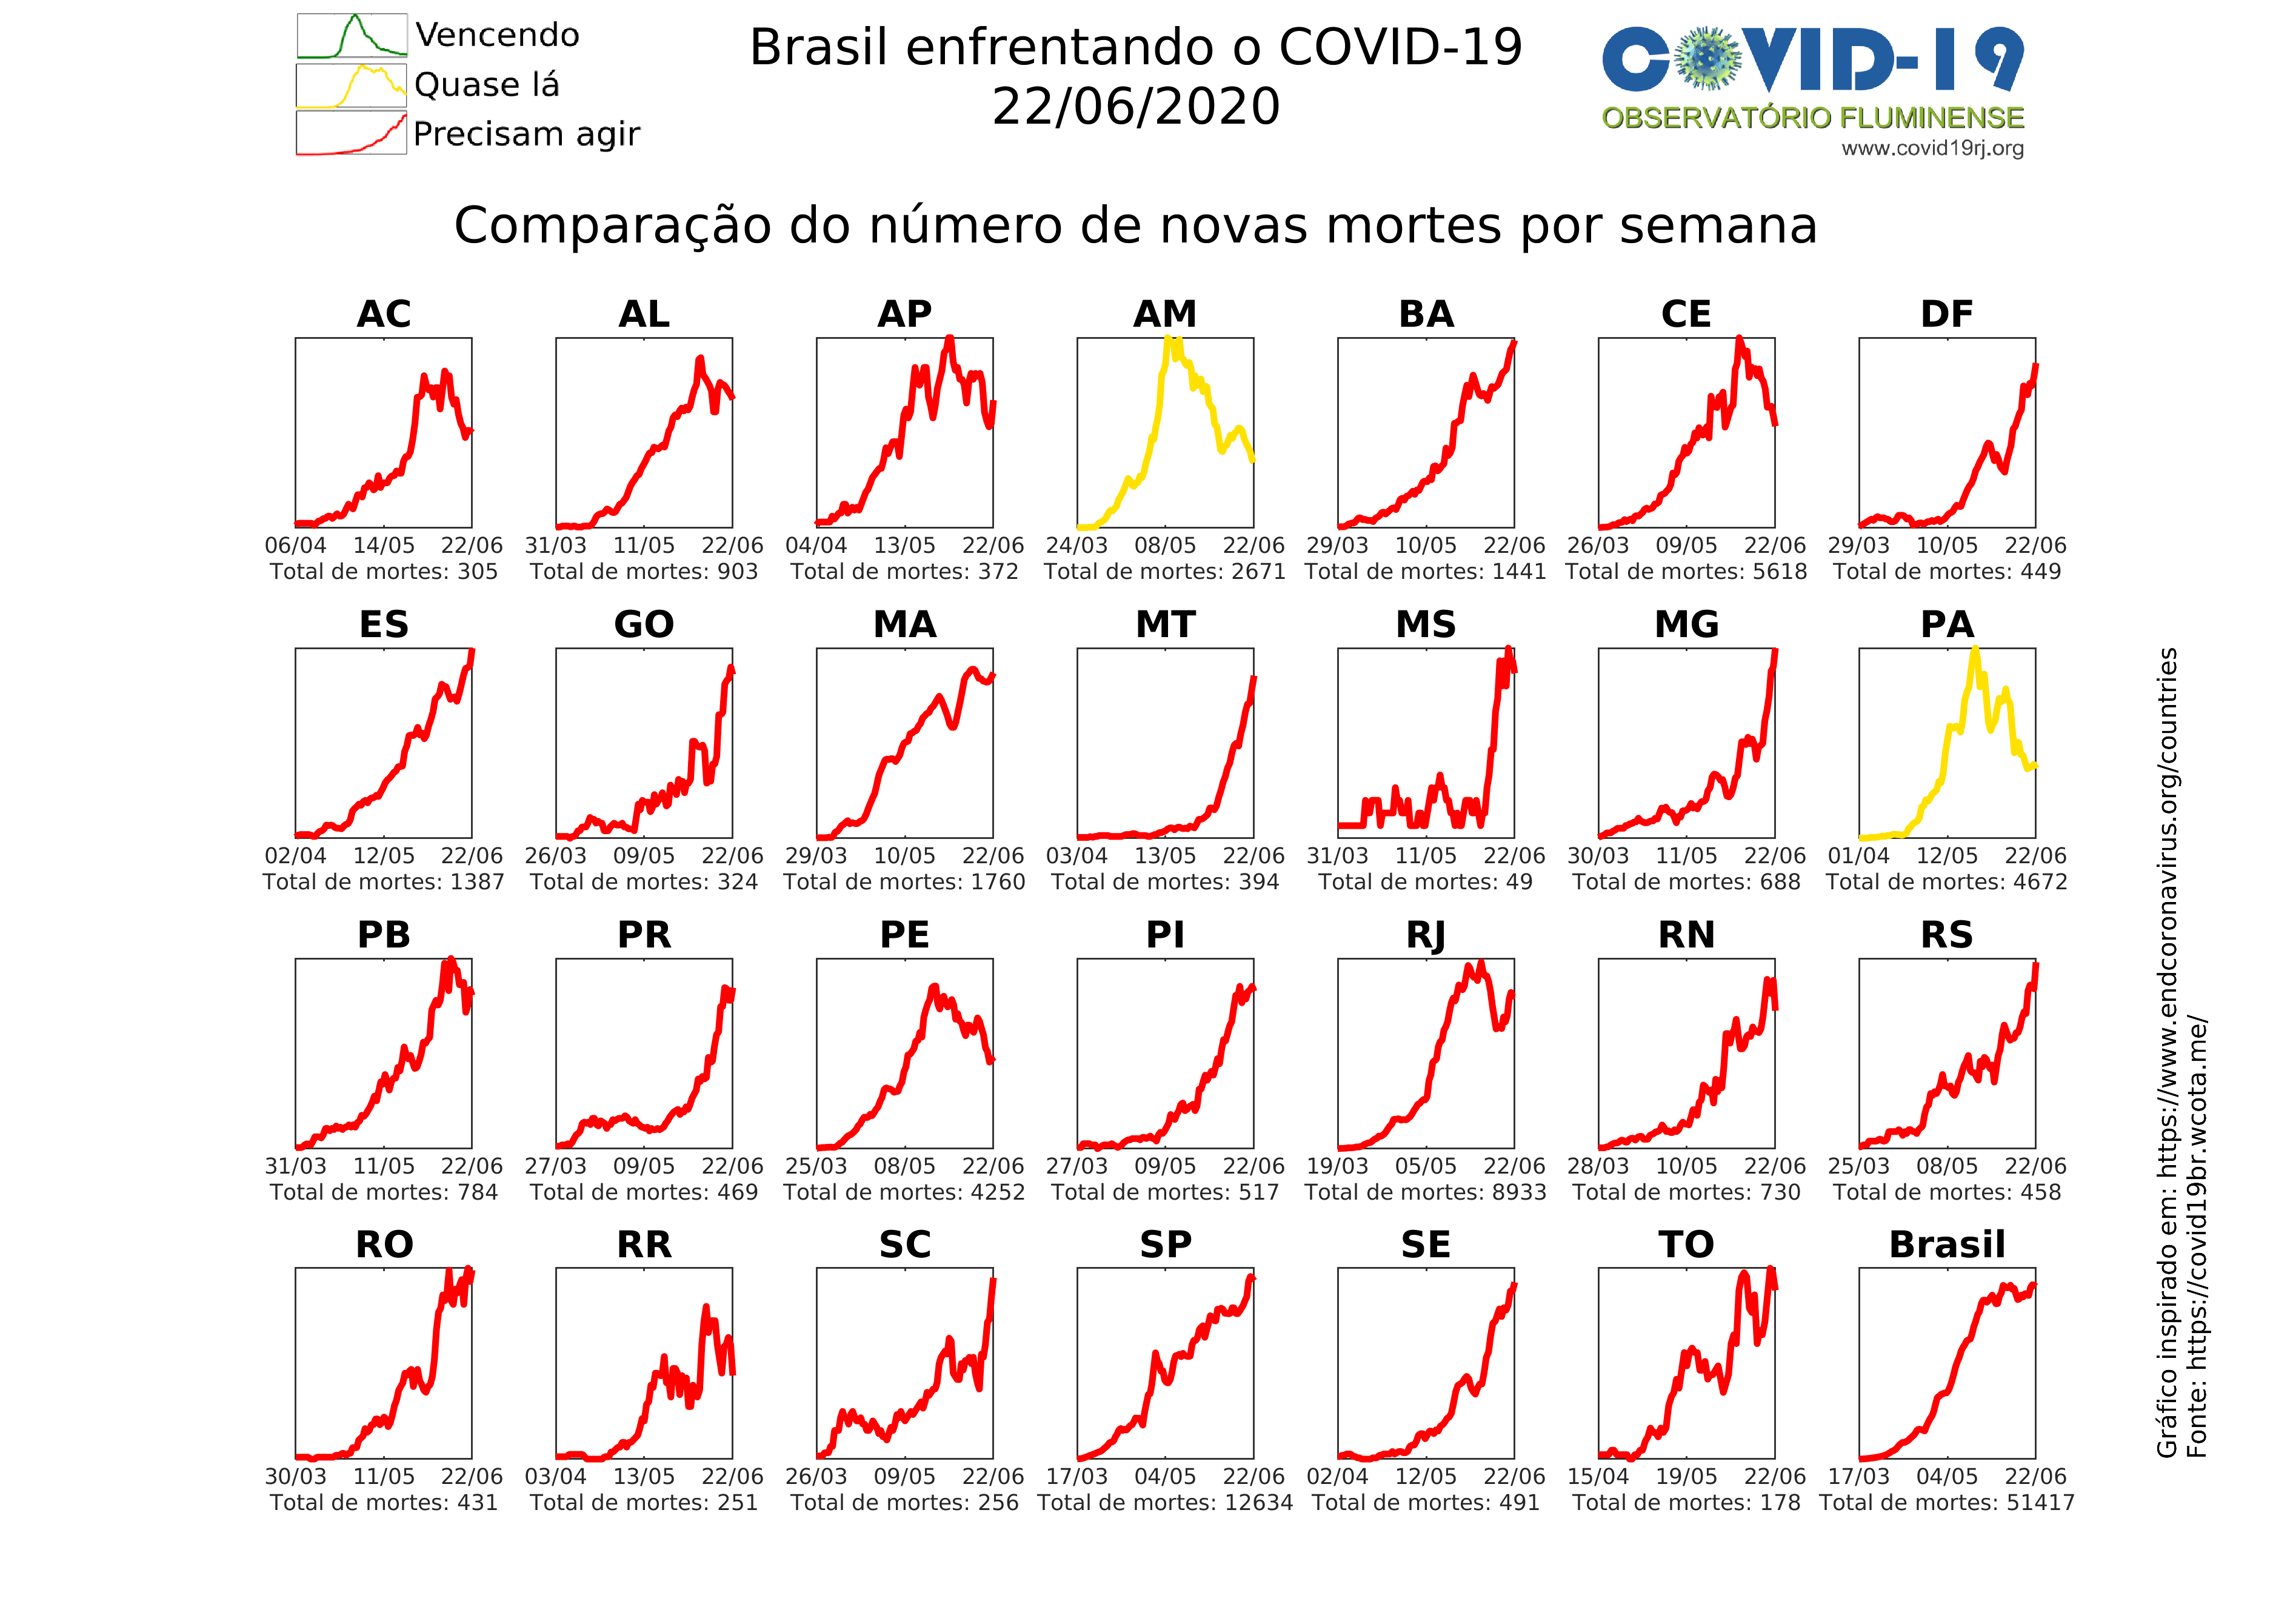 Vencendo
Quase lá
Precisam agir
Brasil enfrentando o COVID-19
22/06/2020
COVID-19
OBSERVATÓRIO FLUMINENSE
www.covid19rj.org
Comparação do número de novas mortes por semana
AC AL AP AM BA CE DF
06/04 14/05 22/06 31/03 11/05 22/06 04/04 13/05 22/06 24/03 08/05 22/06 29/03 10/05 22/06 26/03 09/05 22/06 29/03 10/05 22/06
Total de mortes: 305 Total de mortes: 903 Total de mortes: 372 Total de mortes: 2671 Total de mortes: 1441 Total de mortes: 5618 Total de mortes: 449
ES GO MA MT MS MG PA
02/04 12/05 22/06 26/03 09/05 22/06 29/03 10/05 22/06 03/04 13/05 22/06 31/03 11/05 22/06 30/03 11/05 22/06 01/04 12/05 22/06
Total de mortes: 1387 Total de mortes: 324 Total de mortes: 1760 Total de mortes: 394 Total de mortes: 49 Total de mortes: 688 Total de mortes: 4672
PB PR PE PI RJ RN RS
31/03 11/05 22/06 27/03 09/05 22/06 25/03 08/05 22/06 27/03 09/05 22/06 19/03 05/05 22/06 28/03 10/05 22/06 25/03 08/05 22/06
Total de mortes: 784 Total de mortes: 469 Total de mortes: 4252 Total de mortes: 517 Total de mortes: 8933 Total de mortes: 730 Total de mortes: 458
RO RR SC SP SE TO Brasil
30/03 11/05 22/06 03/04 13/05 22/06 26/03 09/05 22/06 17/03 04/05 22/06 02/04 12/05 22/06 15/04 19/05 22/06 17/03 04/05 22/06
Total de mortes: 431 Total de mortes: 251 Total de mortes: 256 Total de mortes: 12634 Total de mortes: 491 Total de mortes: 178 Total de mortes: 51417
Gráfico inspirado em: https://www.endcoronavirus.org/countries
Fonte: https://covid19br.wcota.me/